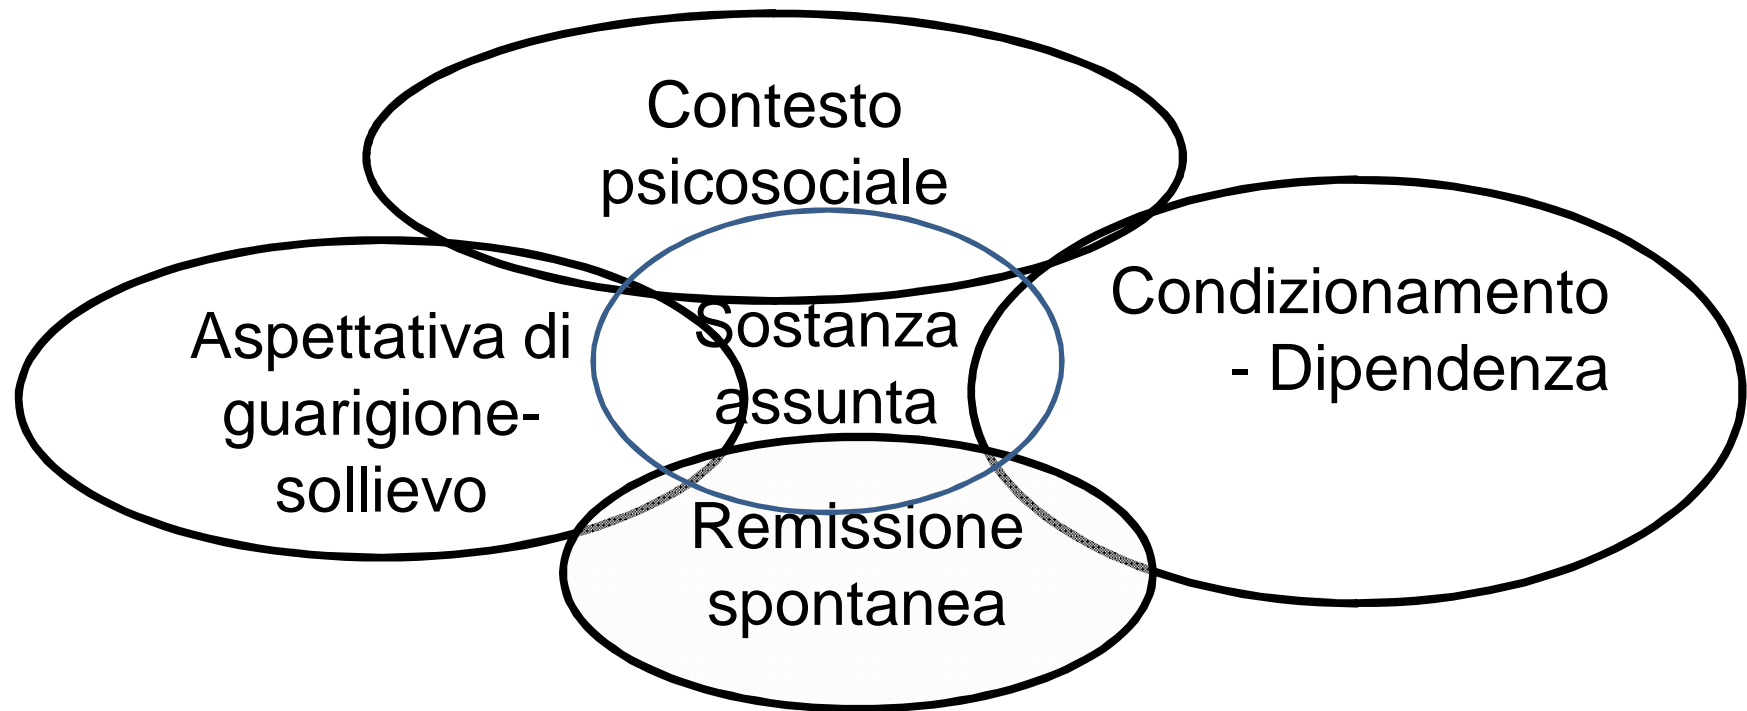 Contesto
psicosociale
Aspettativa di
guarigione-
sollievo
Sostanza
assunta
Condizionamento
- Dipendenza
Remissione
spontanea